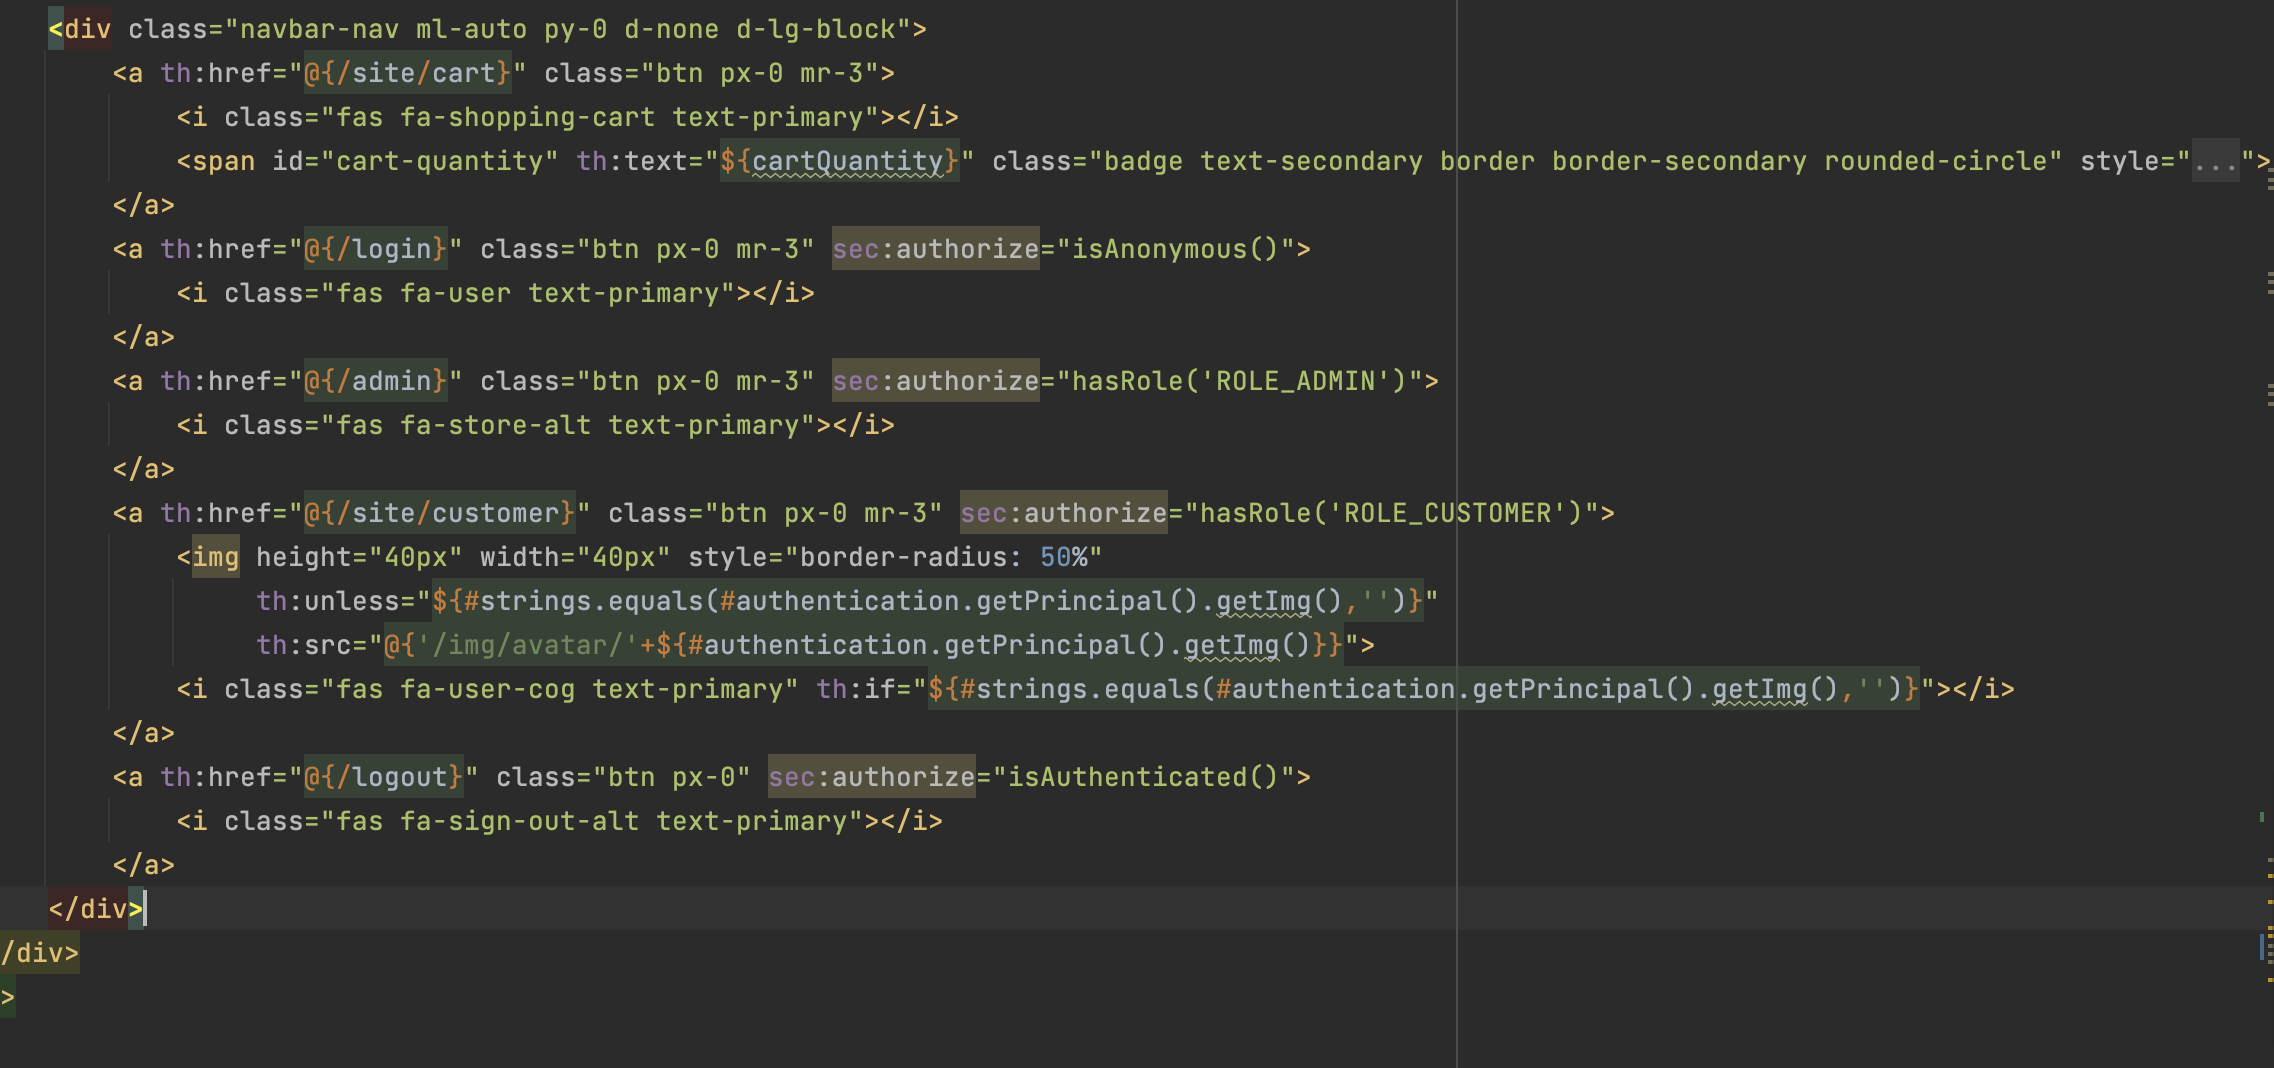 <div class="navbar-nav ml-auto py-0 d-none d-lg-block">
<a th:href="@{/site/cart}" class="btn px-0 mr-3">
<i class="fas fa-shopping-cart text-primary"></i>
<span id="cart-quantity" th:text="${cartQuantity}" class="badge text-secondary border border-secondary rounded-circle" style="...">
</a>
<a th:href="@{/login}" class="btn px-0 mr-3" sec:authorize="isAnonymous()">
<i class="fas fa-user text-primary"></i>
</a>
<a th:href="@{/admin}" class="btn px-0 mr-3" sec:authorize="hasRole('ROLE_ADMIN')">
<i class="fas fa-store-alt text-primary"></i>
</a>
<a th:href="@{/site/customer}" class="btn px-0 mr-3" sec:authorize="hasRole('ROLE_CUSTOMER')">
<img height="40px" width="40px" style="border-radius: 50%"
th:unless="${#strings.equals(#authentication.getPrincipal().getImg(),'')}"
th:src="@{'/img/avatar/'+${#authentication.getPrincipal().getImg()}}">
<i class="fas fa-user-cog text-primary" th:if="${#strings.equals(#authentication.getPrincipal().getImg(),'')}"></i>
</a>
<a th:href="@{/logout}" class="btn px-0" sec:authorize="isAuthenticated()">
<i class="fas fa-sign-out-alt text-primary"></i>
</a>
</div>
/div>
>